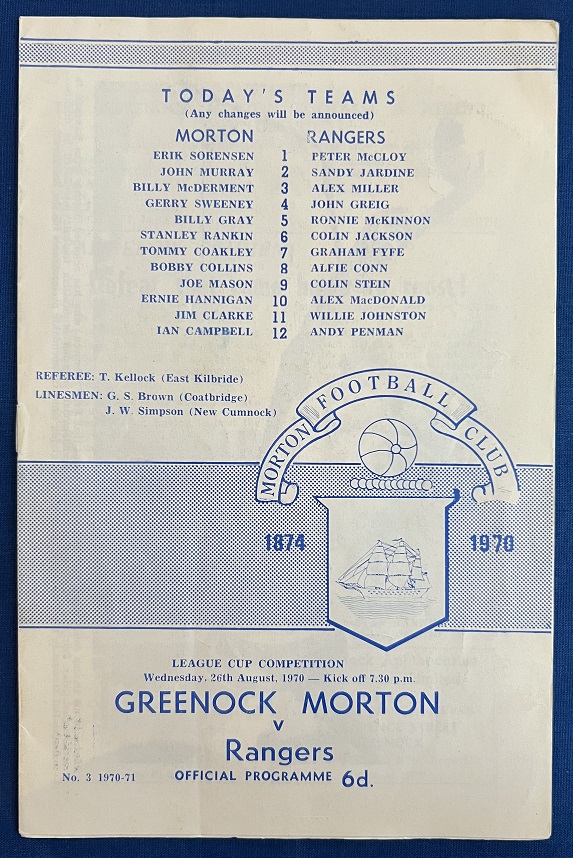 TODAY'S TEAMS
(Any changes will be announced)
MORTON RANGERS
ERIK SORENSEN 1 PETER McCLOY
JOHN MURRAY 2 SANDY JARDINE
BILLY McDERMENT 3 ALEX MILLER
GERRY SWEENEY 4 JOHN GREIG
BILLY GRAY 5 RONNIE McKINNON
STANLEY RANKIN 6 COLIN JACKSON
TOMMY COAKLEY 7 GRAHAM FYFE
BOBBY COLLINS 8 ALFIE CONN
JOE MASON 9 COLIN STEIN
ERNIE HANNIGAN 10 ALEX MacDONALD
JIM CLARKE 11 WILLIE JOHNSTON
IAN CAMPBELL 12 ANDY PENMAN
REFEREE: T. Kellock (East Kilbride)
LINESMEN: G. S. Brown (Coatbridge)
J. W. Simpson (New Cumnock)
MORTON FOOTBALL CLUB
1874 1970
LEAGUE CUP COMPETITION
Wednesday, 26th August, 1970 — Kick off 7.30 p.m.
GREENOCK MORTON
v
Rangers
No. 3 1970-71 OFFICIAL PROGRAMME 6d.